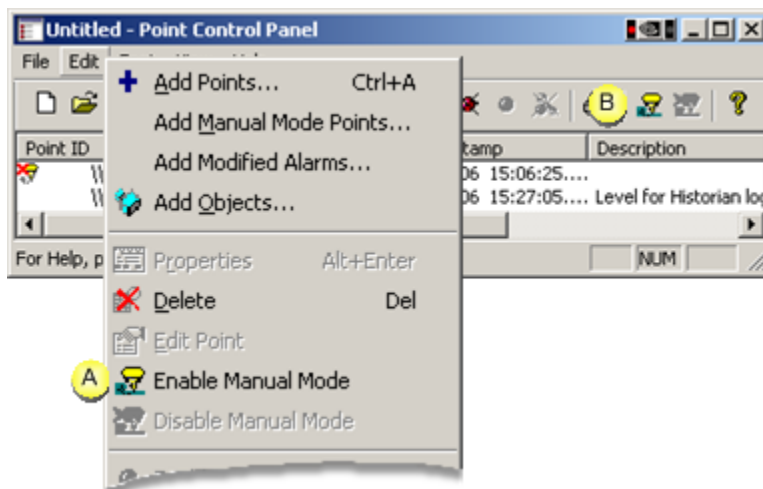 Untitled - Point Control Panel
File Edit
Add Points... Ctrl+A
Add Manual Mode Points...
Add Modified Alarms...
Add Objects...
Properties Alt+Enter
Delete Del
Edit Point
A Enable Manual Mode
Disable Manual Mode
B
Point ID tamp Description
\\ 06 15:06:25....
\\ 06 15:27:05.... Level for Historian log
For Help, p NUM